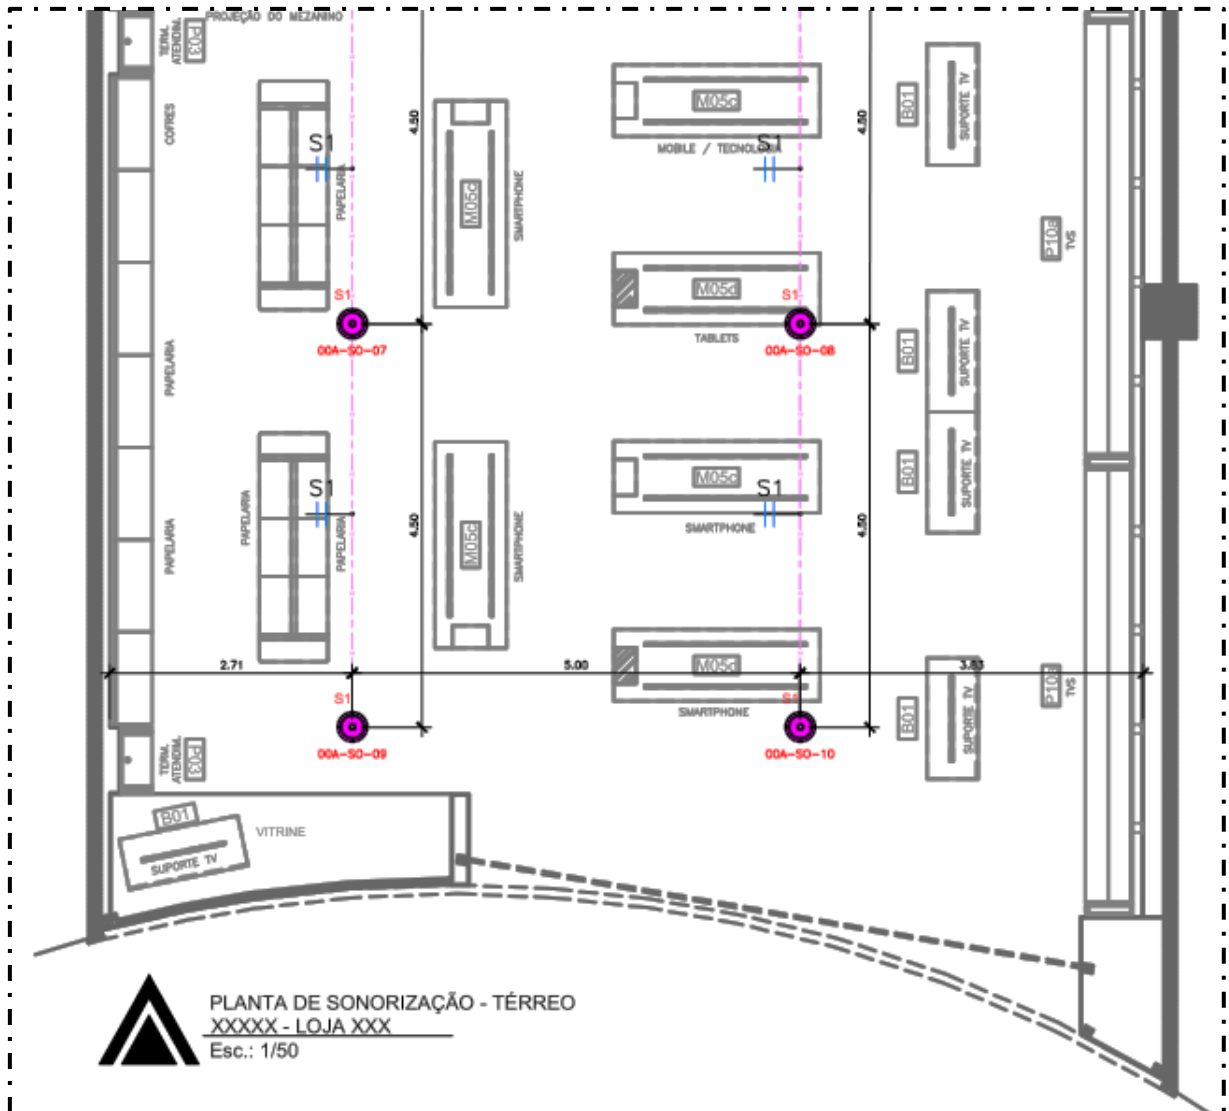 PROJEÇÃO DO MEZANINO
TERM.
ATENDIM.
P03
COFRES
S1
PAPELARIA
4.50
M05d
SMARTPHONE
M05d
MOBILE / TECNOLOGIA
S1
4.50
B01
SUPORTE TV
P10a
TVS
S1
00A-SO-07
M05d
S1
TABLETS
00A-SO-08
B01
SUPORTE TV
PAPELARIA
S1
PAPELARIA
PAPELARIA
PAPELARIA
4.50
M05d
SMARTPHONE
M05d
S1
SMARTPHONE
4.50
B01
SUPORTE TV
2.71
5.00
M05d
3.83
S1
S1
SMARTPHONE
00A-SO-09
00A-SO-10
B01
SUPORTE TV
P10a
TVS
TERM.
ATENDIM.
P03
B01
SUPORTE TV
VITRINE
PLANTA DE SONORIZAÇÃO - TÉRREO
XXXXX - LOJA XXX
Esc.: 1/50